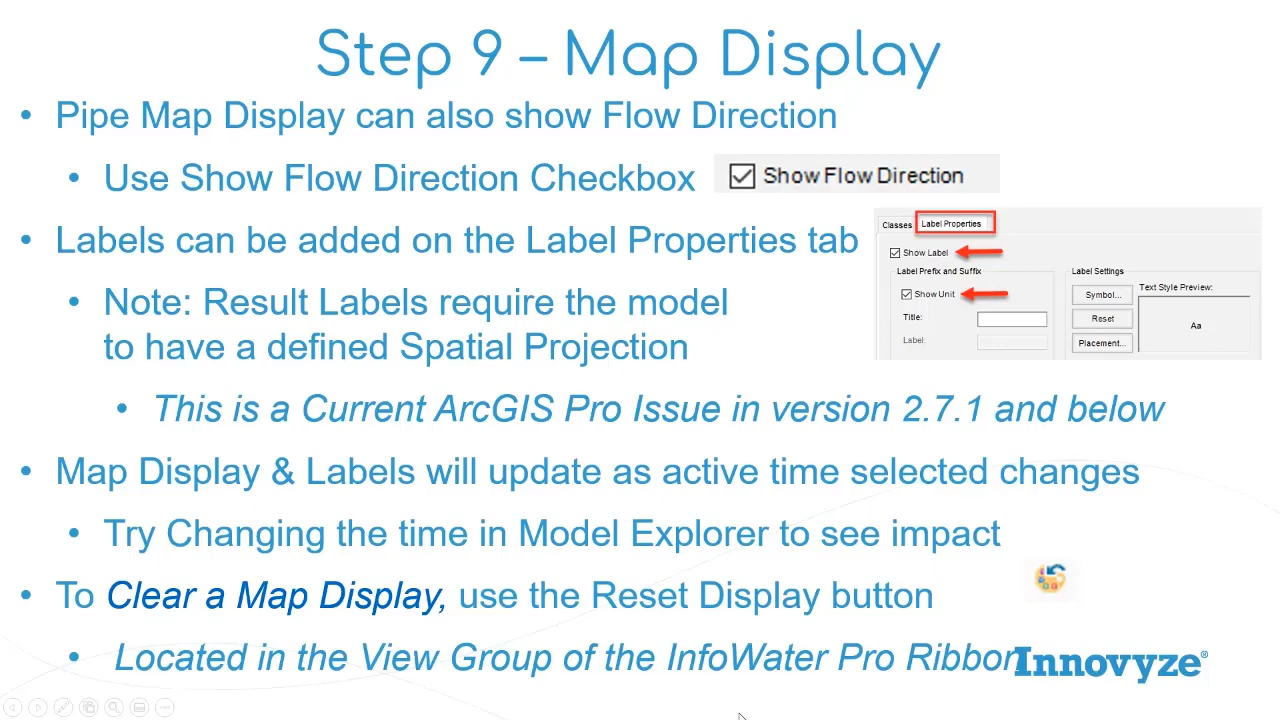 Step 9 – Map Display
• Pipe Map Display can also show Flow Direction
• Use Show Flow Direction Checkbox
Show Flow Direction
• Labels can be added on the Label Properties tab
Classes Label Properties
Show Label
Label Prefix and Suffix
Show Unit
Title:
Label:
Label Settings
Symbol...
Reset
Placement...
Text Style Preview:
Aa
• Note: Result Labels require the model
to have a defined Spatial Projection
• This is a Current ArcGIS Pro Issue in version 2.7.1 and below
• Map Display & Labels will update as active time selected changes
• Try Changing the time in Model Explorer to see impact
• To Clear a Map Display, use the Reset Display button
• Located in the View Group of the InfoWater Pro Ribbon
Innovyze®